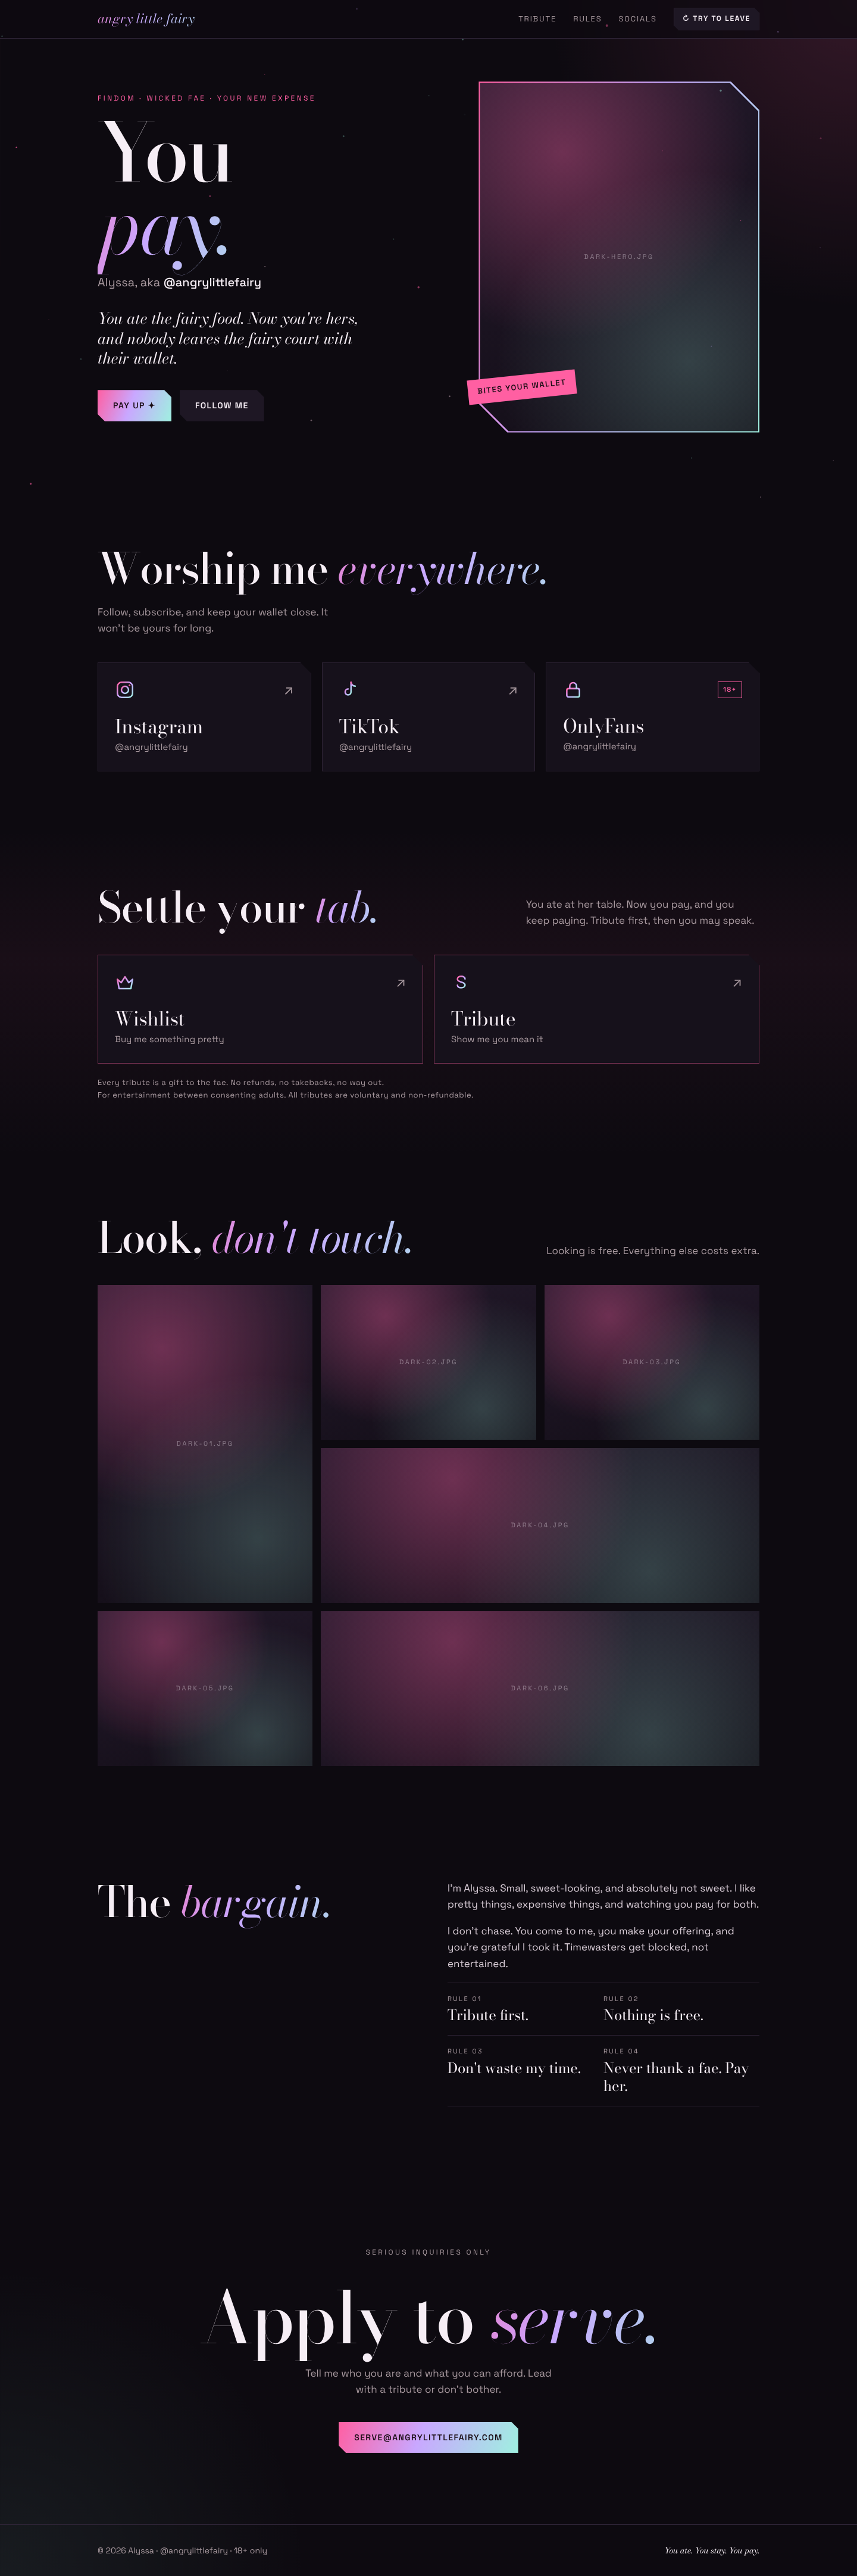 angry little fairy
TRIBUTE RULES SOCIALS ↻ TRY TO LEAVE
FINDOM · WICKED FAE · YOUR NEW EXPENSE
You
pay.
Alyssa, aka @angrylittlefairy
You ate the fairy food. Now you're hers,
and nobody leaves the fairy court with
their wallet.
PAY UP ✦
FOLLOW ME
DARK-HERO.JPG
BITES YOUR WALLET
Worship me everywhere.
Follow, subscribe, and keep your wallet close. It
won't be yours for long.
Instagram
@angrylittlefairy
TikTok
@angrylittlefairy
18+
OnlyFans
@angrylittlefairy
Settle your tab.
You ate at her table. Now you pay, and you
keep paying. Tribute first, then you may speak.
Wishlist
Buy me something pretty
S
Tribute
Show me you mean it
Every tribute is a gift to the fae. No refunds, no takebacks, no way out.
For entertainment between consenting adults. All tributes are voluntary and non-refundable.
Look, don't touch.
Looking is free. Everything else costs extra.
DARK-01.JPG
DARK-02.JPG
DARK-03.JPG
DARK-04.JPG
DARK-05.JPG
DARK-06.JPG
The bargain.
I'm Alyssa. Small, sweet-looking, and absolutely not sweet. I like
pretty things, expensive things, and watching you pay for both.
I don't chase. You come to me, you make your offering, and
you're grateful I took it. Timewasters get blocked, not
entertained.
RULE 01
Tribute first.
RULE 02
Nothing is free.
RULE 03
Don't waste my time.
RULE 04
Never thank a fae. Pay
her.
SERIOUS INQUIRIES ONLY
Apply to serve.
Tell me who you are and what you can afford. Lead
with a tribute or don't bother.
SERVE@ANGRYLITTLEFAIRY.COM
© 2026 Alyssa · @angrylittlefairy · 18+ only
You ate. You stay. You pay.